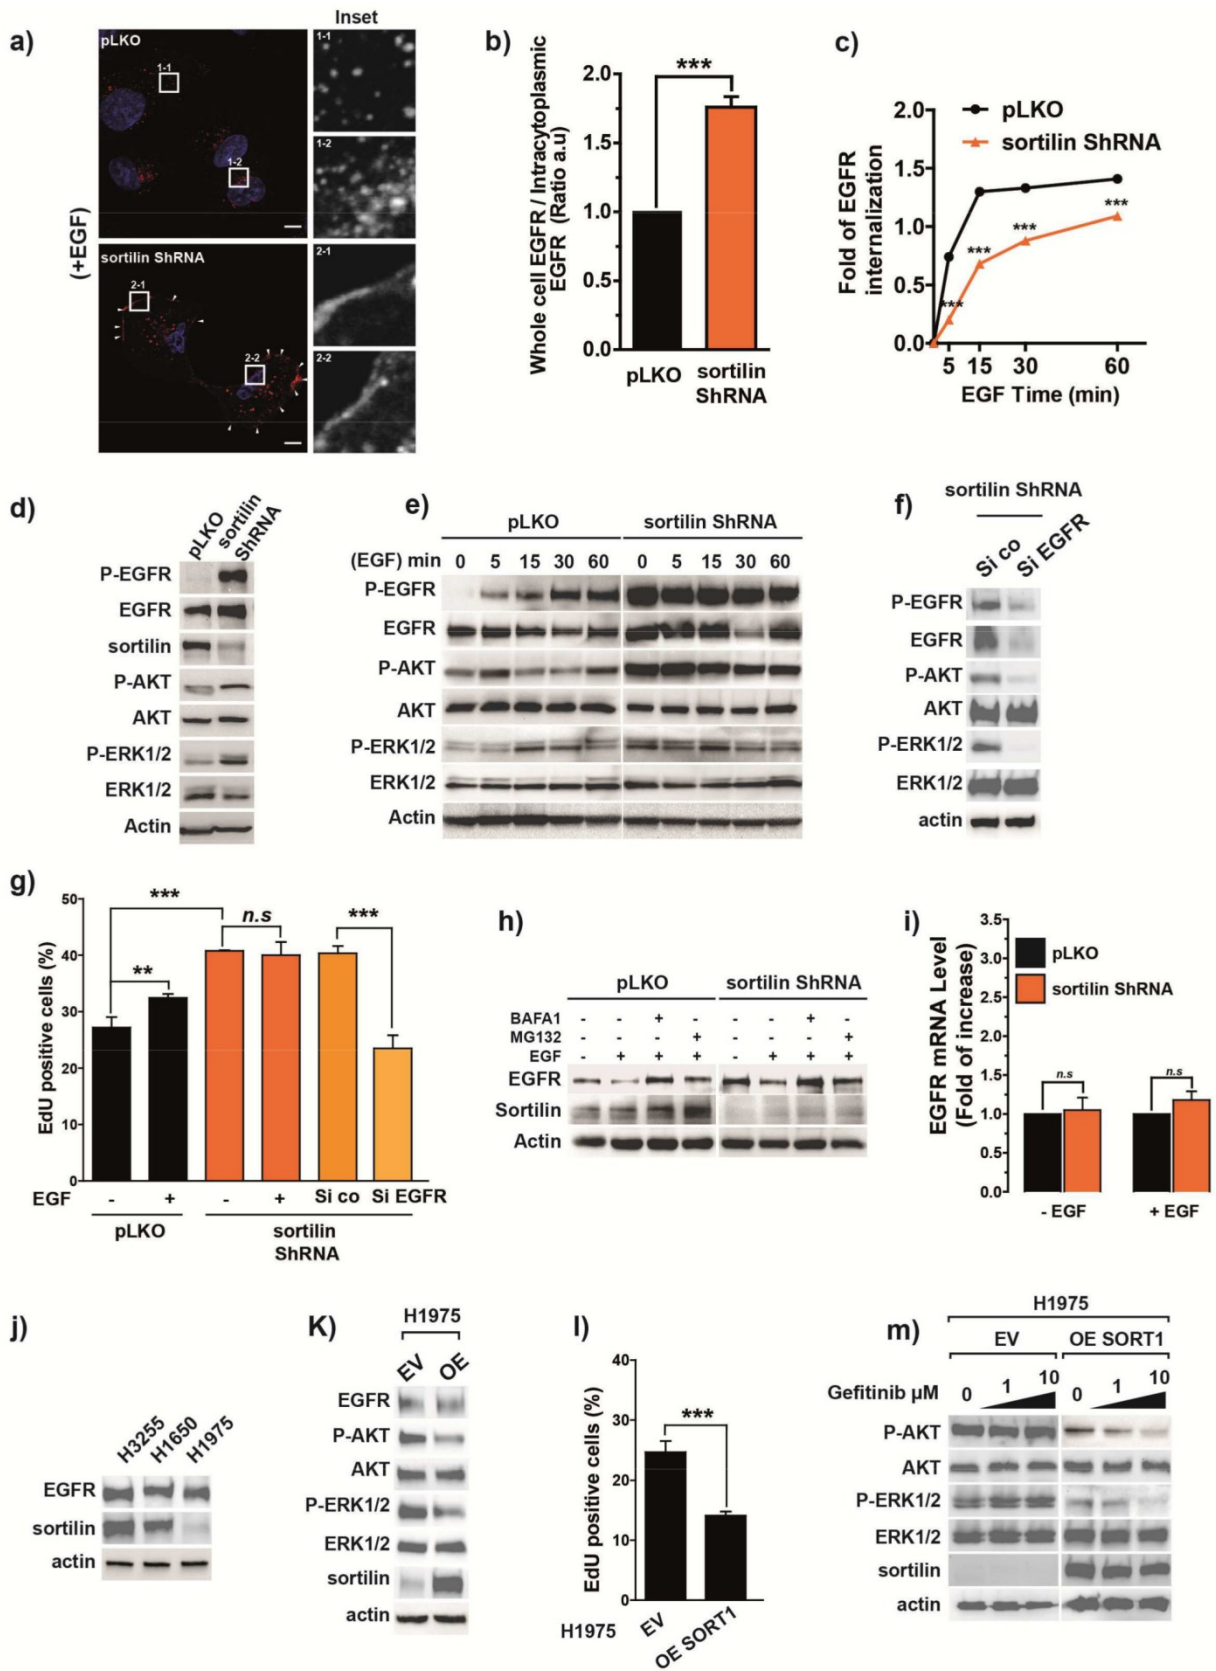 Inset
a)
pLKO
1-1
1-2
1-1
1-2
(+EGF)
sortilin ShRNA
2-1
2-2
2-1
2-2
b)
Whole cell EGFR / Intracytoplasmic
EGFR (Ratio a.u)
2.0
1.5
1.0
0.5
0.0
***
pLKO
sortilin
ShRNA
c)
Fold of EGFR
internalization
2.0
1.5
1.0
0.5
0.0
pLKO
sortilin ShRNA
***
***
***
***
5 15 30 60
EGF Time (min)
d)
pLKO
sortilin
ShRNA
P-EGFR
EGFR
sortilin
P-AKT
AKT
P-ERK1/2
ERK1/2
Actin
e)
pLKO sortilin ShRNA
(EGF) min 0 5 15 30 60 0 5 15 30 60
P-EGFR
EGFR
P-AKT
AKT
P-ERK1/2
ERK1/2
Actin
f)
sortilin ShRNA
Si co
Si EGFR
P-EGFR
EGFR
P-AKT
AKT
P-ERK1/2
ERK1/2
actin
g)
EdU positive cells (%)
50
40
30
20
10
0
***
**
n.s
***
EGF - + - + Si co Si EGFR
pLKO sortilin
ShRNA
h)
pLKO sortilin ShRNA
BAFA1 - - + - - - + -
MG132 - - - + - - - +
EGF - + + + - + + +
EGFR
Sortilin
Actin
i)
EGFR mRNA Level
(Fold of increase)
3.5
3.0
2.5
2.0
1.5
1.0
0.5
0.0
pLKO
sortilin ShRNA
n.s
n.s
- EGF + EGF
j)
H3255
H1650
H1975
EGFR
sortilin
actin
K)
H1975
EV
OE
EGFR
P-AKT
AKT
P-ERK1/2
ERK1/2
sortilin
actin
l)
EdU positive cells (%)
40
30
20
10
0
***
H1975 EV OE SORT1
m)
H1975
EV OE SORT1
Gefitinib µM 0 1 10 0 1 10
P-AKT
AKT
P-ERK1/2
ERK1/2
sortilin
actin